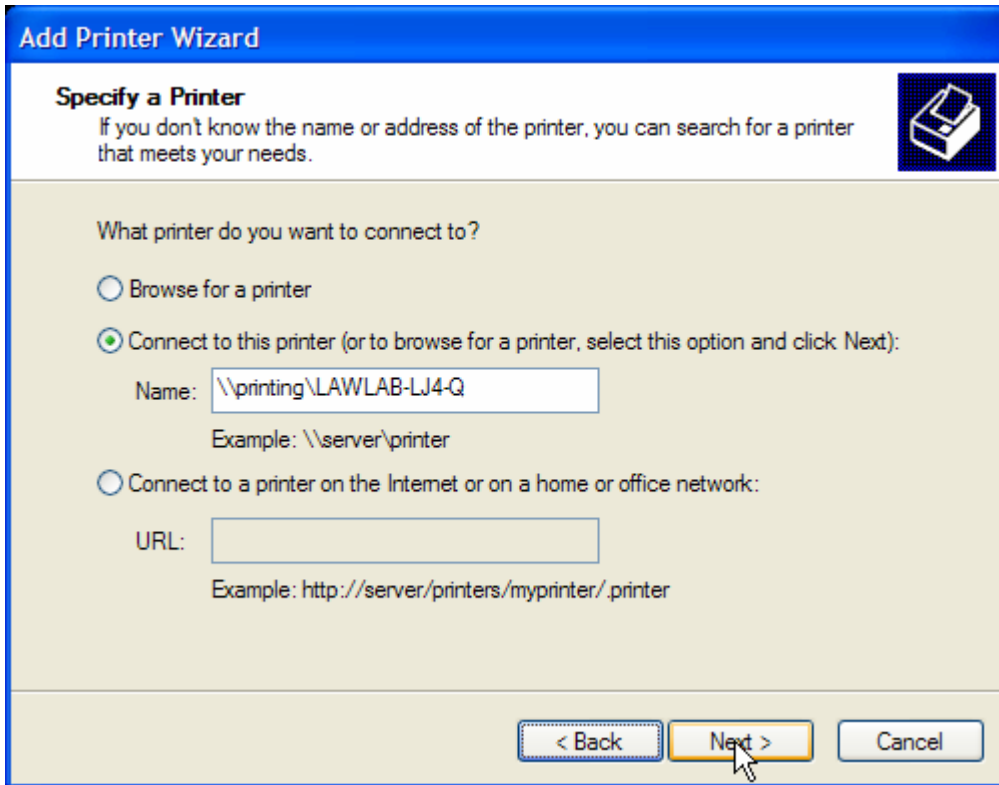 Add Printer Wizard
Specify a Printer
If you don't know the name or address of the printer, you can search for a printer
that meets your needs.
What printer do you want to connect to?
Browse for a printer
Connect to this printer (or to browse for a printer, select this option and click Next):
Name: \\printing\LAWLAB-LJ4-Q
Example: \\server\printer
Connect to a printer on the Internet or on a home or office network:
URL:
Example: http://server/printers/myprinter/.printer
< Back Next > Cancel